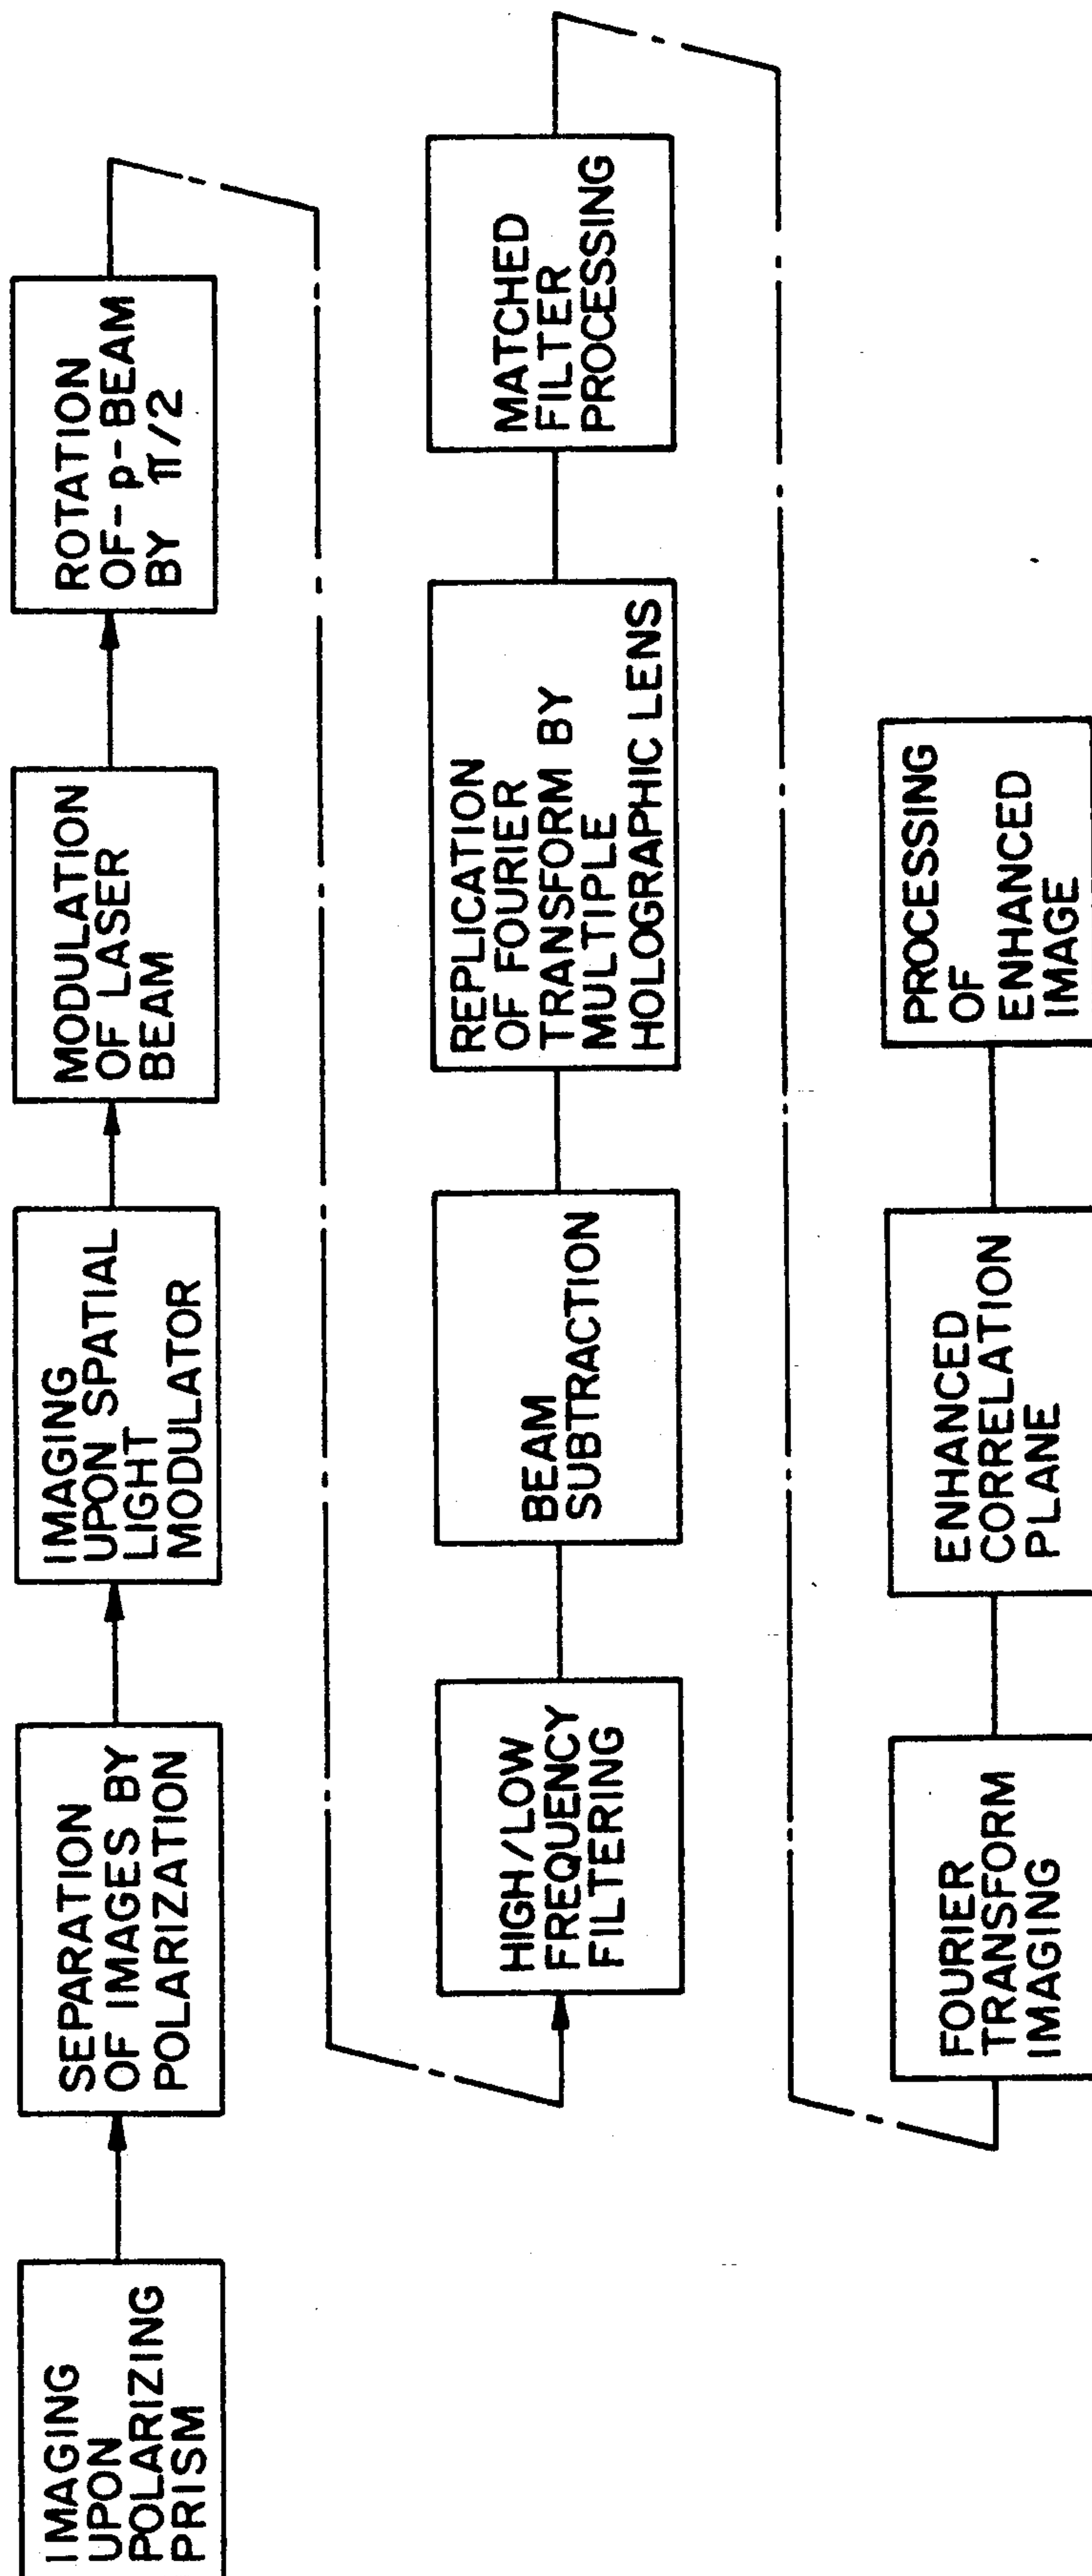 IMAGING
UPON
POLARIZING
PRISM
SEPARATION
OF IMAGES BY
POLARIZATION
IMAGING
UPON SPATIAL
LIGHT
MODULATOR
MODULATION
OF LASER
BEAM
ROTATION
OF-p-BEAM
BY π/2
HIGH/LOW
FREQUENCY
FILTERING
BEAM
SUBTRACTION
REPLICATION
OF FOURIER
TRANSFORM BY
MULTIPLE
HOLOGRAPHIC LENS
MATCHED
FILTER
PROCESSING
FOURIER
TRANSFORM
IMAGING
ENHANCED
CORRELATION
PLANE
PROCESSING
OF
ENHANCED
IMAGE